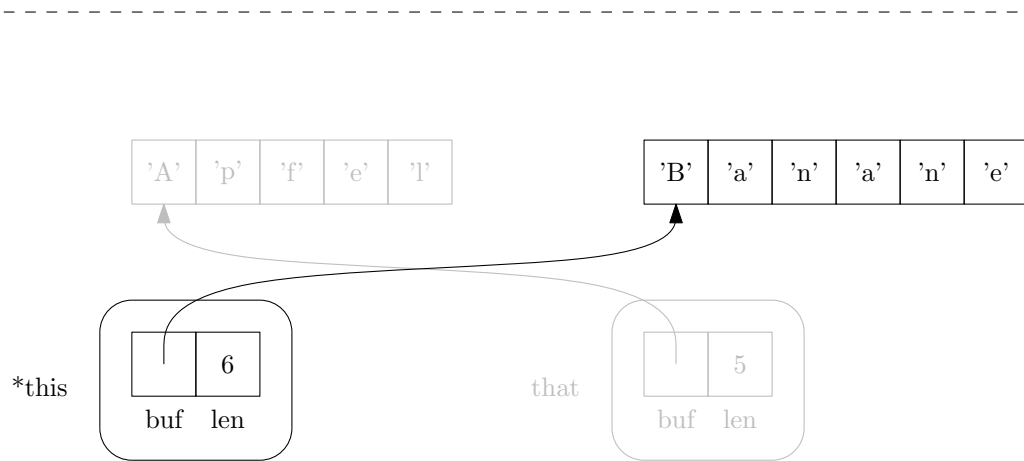 ’A’ ’p’ ’f’ ’e’ ’l’ ’B’ ’a’ ’n’ ’a’ ’n’ ’e’
6 5
*this that
buf len buf len